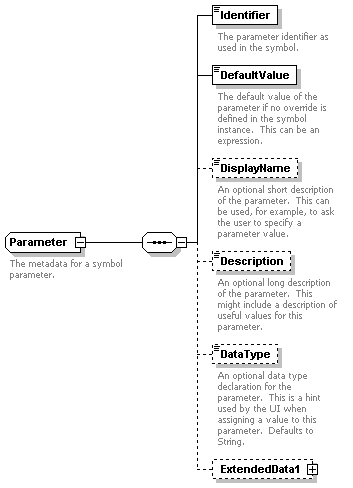 Identifier
The parameter identifier as
used in the symbol.
DefaultValue
The default value of the
parameter if no override is
defined in the symbol
instance.  This can be an
expression.
DisplayName
An optional short description
of the parameter.  This can
be used, for example, to ask
the user to specify a
parameter value.
Parameter
The metadata for a symbol
parameter.
Description
An optional long description
of the parameter.  This
might include a description of
useful values for this
parameter.
DataType
An optional data type
declaration for the
parameter.  This is a hint
used by the UI when
assigning a value to this
parameter.  Defaults to
String.
ExtendedData1